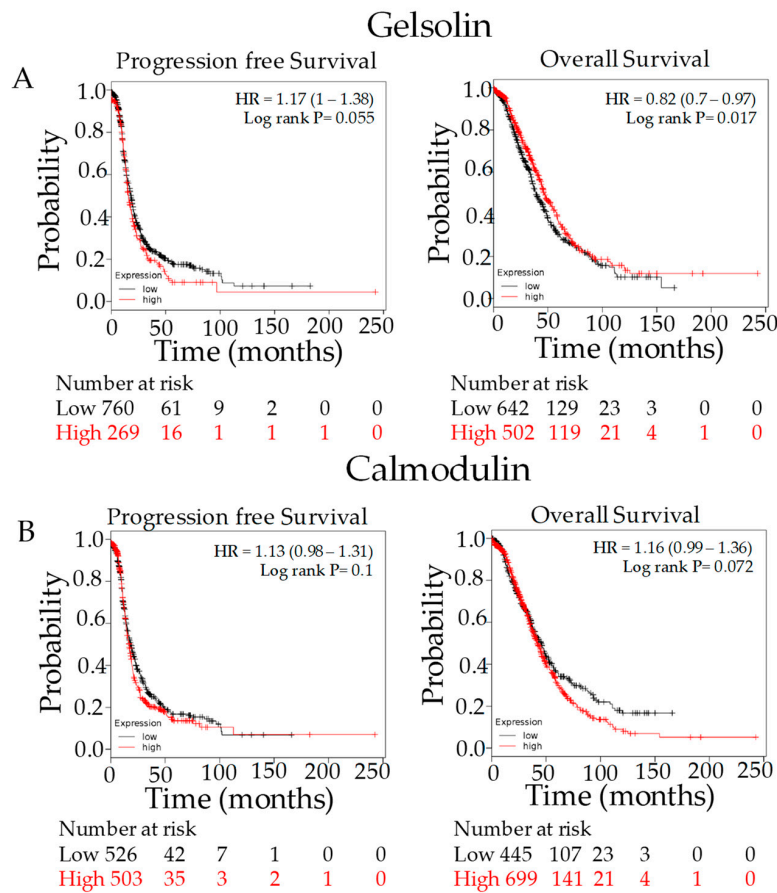 Gelsolin
A
Progression free Survival
HR = 1.17 (1 – 1.38)
Log rank P= 0.055
Probability
1.0
0.8
0.6
0.4
0.2
0.0
Expression
low
high
0 50 100 150 200 250
Time (months)
Number at risk
Low 760 61 9 2 0 0
High 269 16 1 1 1 0
Overall Survival
HR = 0.82 (0.7 – 0.97)
Log rank P= 0.017
Probability
1.0
0.8
0.6
0.4
0.2
0.0
Expression
low
high
0 50 100 150 200 250
Time (months)
Number at risk
Low 642 129 23 3 0 0
High 502 119 21 4 1 0
Calmodulin
B
Progression free Survival
HR = 1.13 (0.98 – 1.31)
Log rank P= 0.1
Probability
1.0
0.8
0.6
0.4
0.2
0.0
Expression
low
high
0 50 100 150 200 250
Time (months)
Number at risk
Low 526 42 7 1 0 0
High 503 35 3 2 1 0
Overall Survival
HR = 1.16 (0.99 – 1.36)
Log rank P= 0.072
Probability
1.0
0.8
0.6
0.4
0.2
0.0
Expression
low
high
0 50 100 150 200 250
Time (months)
Number at risk
Low 445 107 23 3 0 0
High 699 141 21 4 1 0